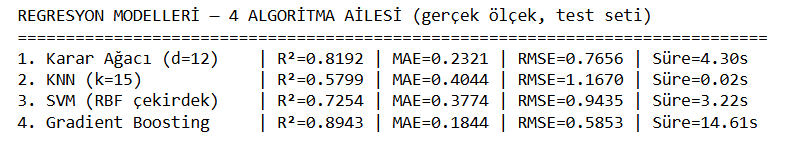 REGRESYON MODELLERİ — 4 ALGORİTMA AİLESİ (gerçek ölçek, test seti)
==============================================================================
1. Karar Ağacı (d=12)    | R²=0.8192 | MAE=0.2321 | RMSE=0.7656 | Süre=4.30s
2. KNN (k=15)            | R²=0.5799 | MAE=0.4044 | RMSE=1.1670 | Süre=0.02s
3. SVM (RBF çekirdek)    | R²=0.7254 | MAE=0.3774 | RMSE=0.9435 | Süre=3.22s
4. Gradient Boosting     | R²=0.8943 | MAE=0.1844 | RMSE=0.5853 | Süre=14.61s